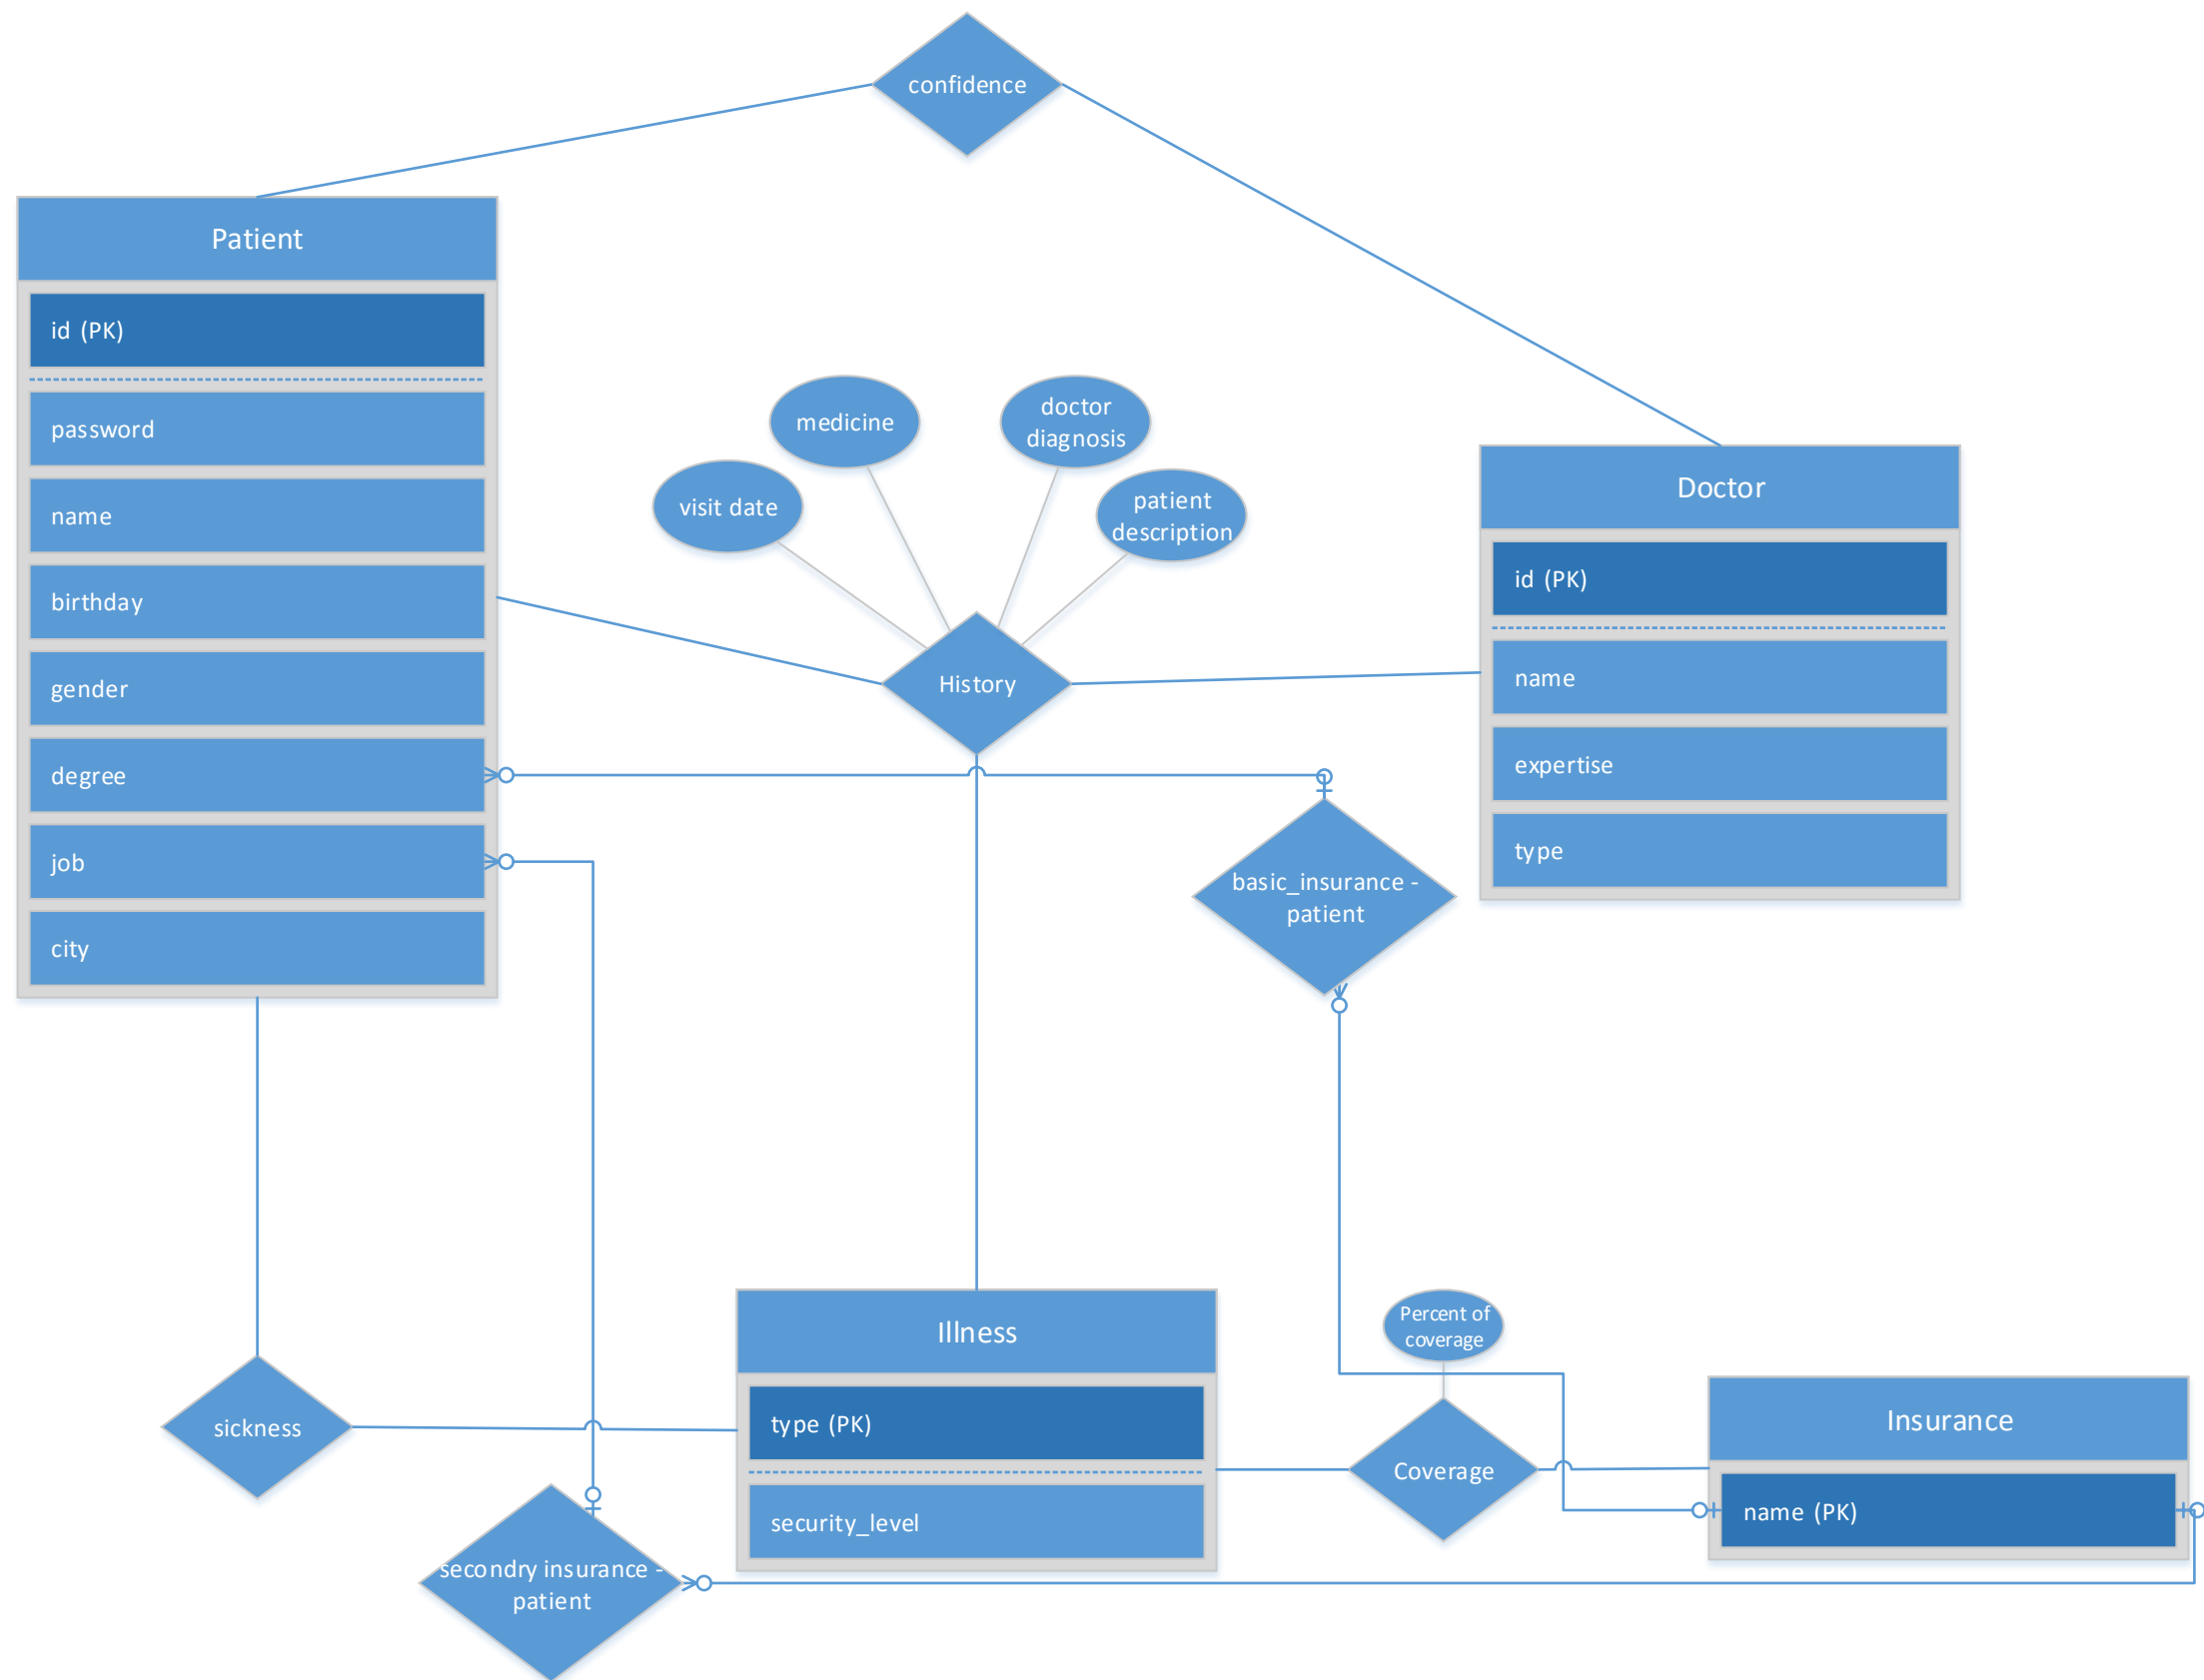 confidence
Patient
id (PK)
password
name
birthday
gender
degree
job
city
visit date
medicine
doctor
diagnosis
patient
description
History
Doctor
id (PK)
name
expertise
type
basic_insurance -
patient
sickness
secondry insurance -
patient
Illness
type (PK)
security_level
Percent of
coverage
Coverage
Insurance
name (PK)